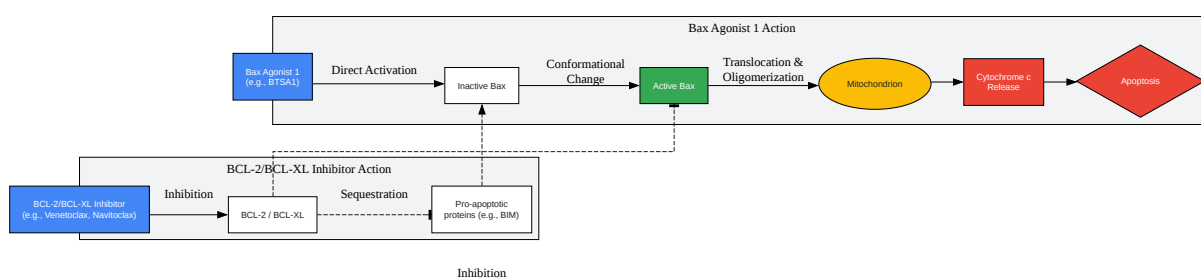 Bax Agonist 1 Action
Bax Agonist 1
(e.g., BTSA1)
Direct Activation
Inactive Bax
Conformational
Change
Active Bax
Translocation &
Oligomerization
Mitochondrion
Cytochrome c
Release
Apoptosis
BCL-2/BCL-XL Inhibitor Action
BCL-2/BCL-XL Inhibitor
(e.g., Venetoclax, Navitoclax)
Inhibition
BCL-2 / BCL-XL
Sequestration
Pro-apoptotic
proteins (e.g., BIM)
Inhibition